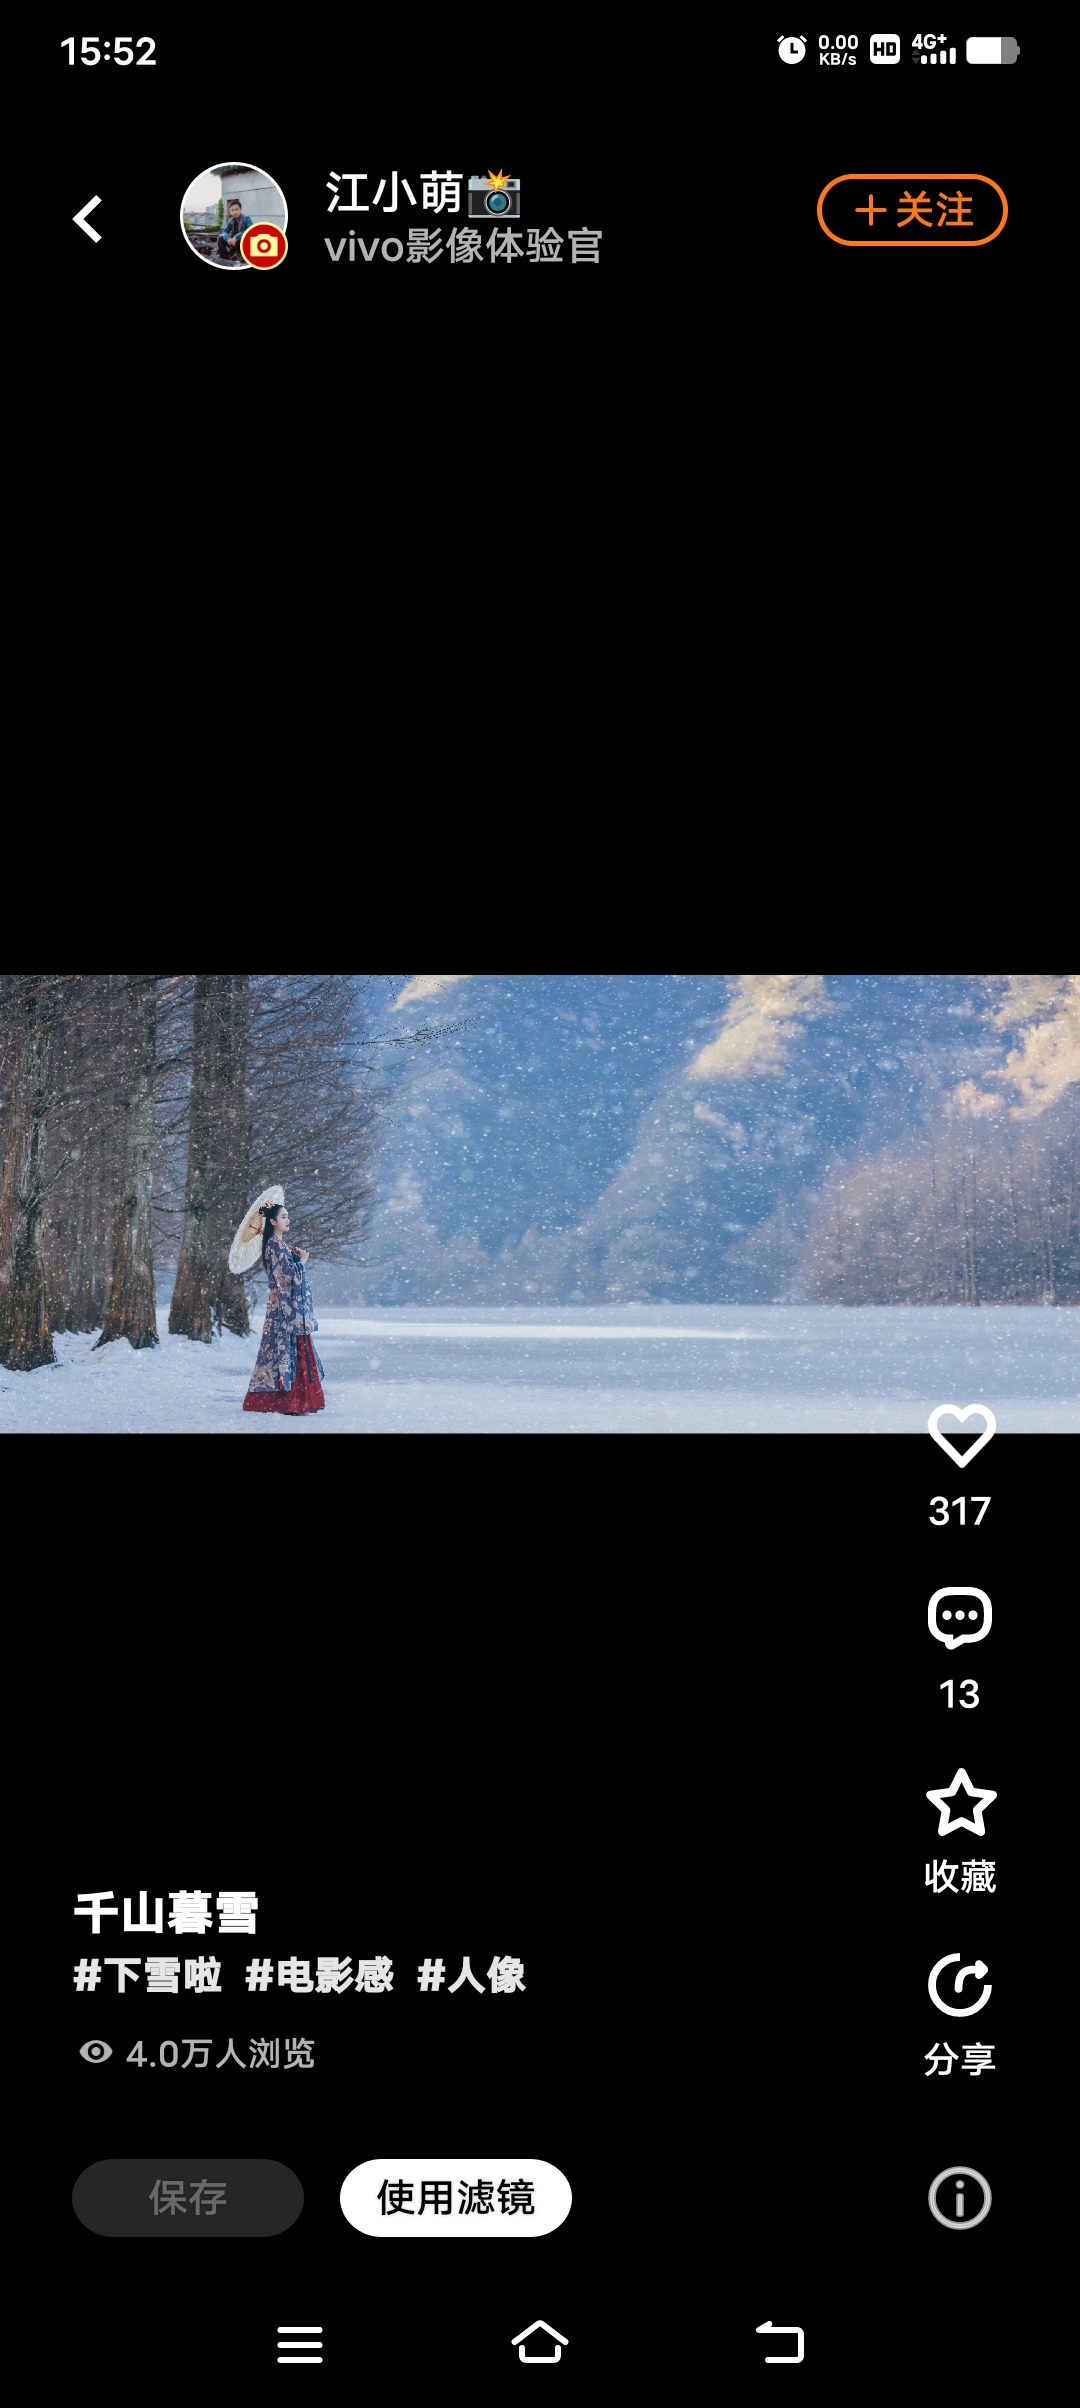 15:52
0.00
KB/s
HD
4G+
江小萌📸
vivo影像体验官
+关注
317
13
收藏
千山暮雪
#下雪啦 #电影感 #人像
4.0万人浏览
分享
保存
使用滤镜